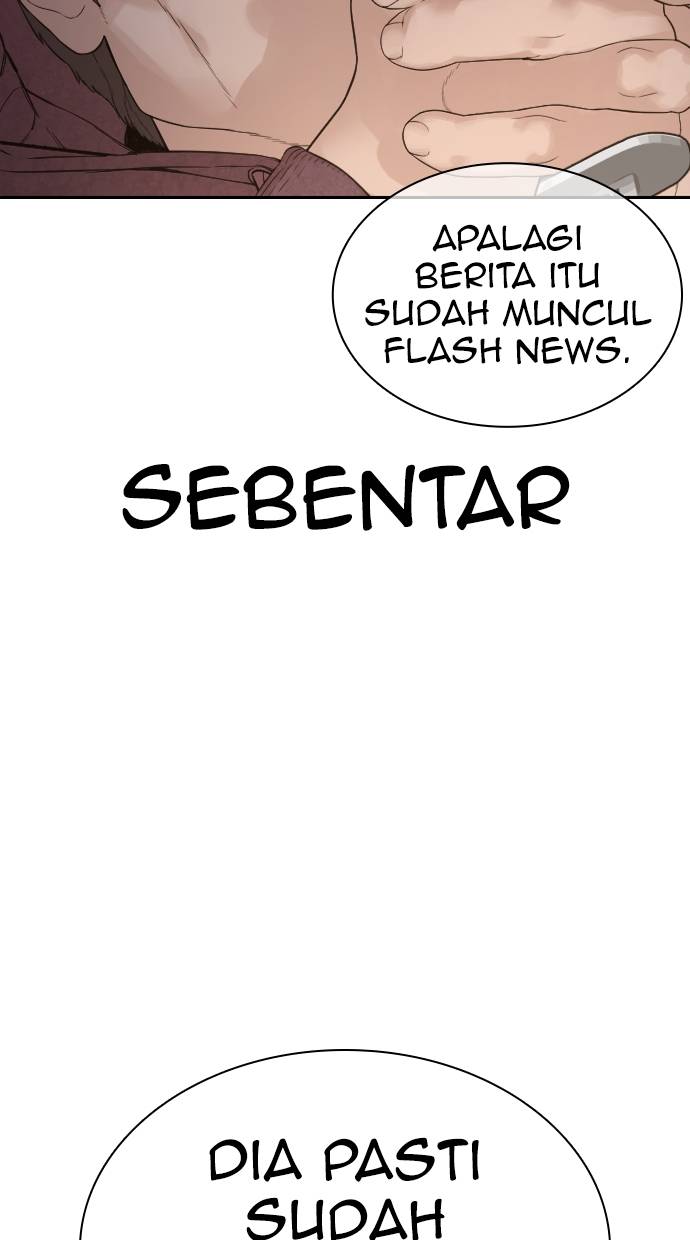 APALAGI
BERITA ITU
SUDAH MUNCUL
FLASH NEWS.
SEBENTAR
DIA PASTI
SUDAH